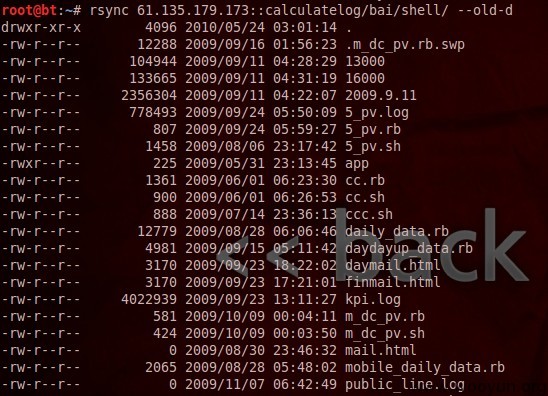 root@bt:~# rsync 61.135.179.173::calculatelog/bai/shell/ --old-d
drwxr-xr-x 4096 2010/05/24 03:01:14 .
-rw-r--r-- 12288 2009/09/16 01:56:23 .m_dc_pv.rb.swp
-rw-r--r-- 104944 2009/09/11 04:28:29 13000
-rw-r--r-- 133665 2009/09/11 04:31:19 16000
-rw-r--r-- 2356304 2009/09/11 04:22:07 2009.9.11
-rw-r--r-- 778493 2009/09/24 05:50:09 5_pv.log
-rw-r--r-- 807 2009/09/24 05:59:27 5_pv.rb
-rw-r--r-- 1458 2009/08/06 23:17:42 5_pv.sh
-rwxr--r-- 225 2009/05/31 23:13:45 app
-rw-r--r-- 1361 2009/06/01 06:23:30 cc.rb
-rw-r--r-- 900 2009/06/01 06:26:53 cc.sh
-rw-r--r-- 888 2009/07/14 23:36:13 cccc.sh
-rw-r--r-- 12779 2009/08/28 06:06:46 daily_data.rb
-rw-r--r-- 4981 2009/09/15 05:11:42 daydayup_data.rb
-rw-r--r-- 3170 2009/09/23 17:22:02 daymail.html
-rw-r--r-- 3170 2009/09/23 17:21:01 finmail.html
<< back
-rw-r--r-- 4022939 2009/09/23 13:11:27 kpi.log
-rw-r--r-- 581 2009/10/09 00:04:11 m_dc_pv.rb
-rw-r--r-- 424 2009/10/09 00:03:50 m_dc_pv.sh
-rw-r--r-- 0 2009/08/30 23:46:32 mail.html
-rw-r--r-- 2065 2009/08/28 05:48:02 mobile_daily_data.rb
-rw-r--r-- 0 2009/11/07 06:42:49 public_line.log